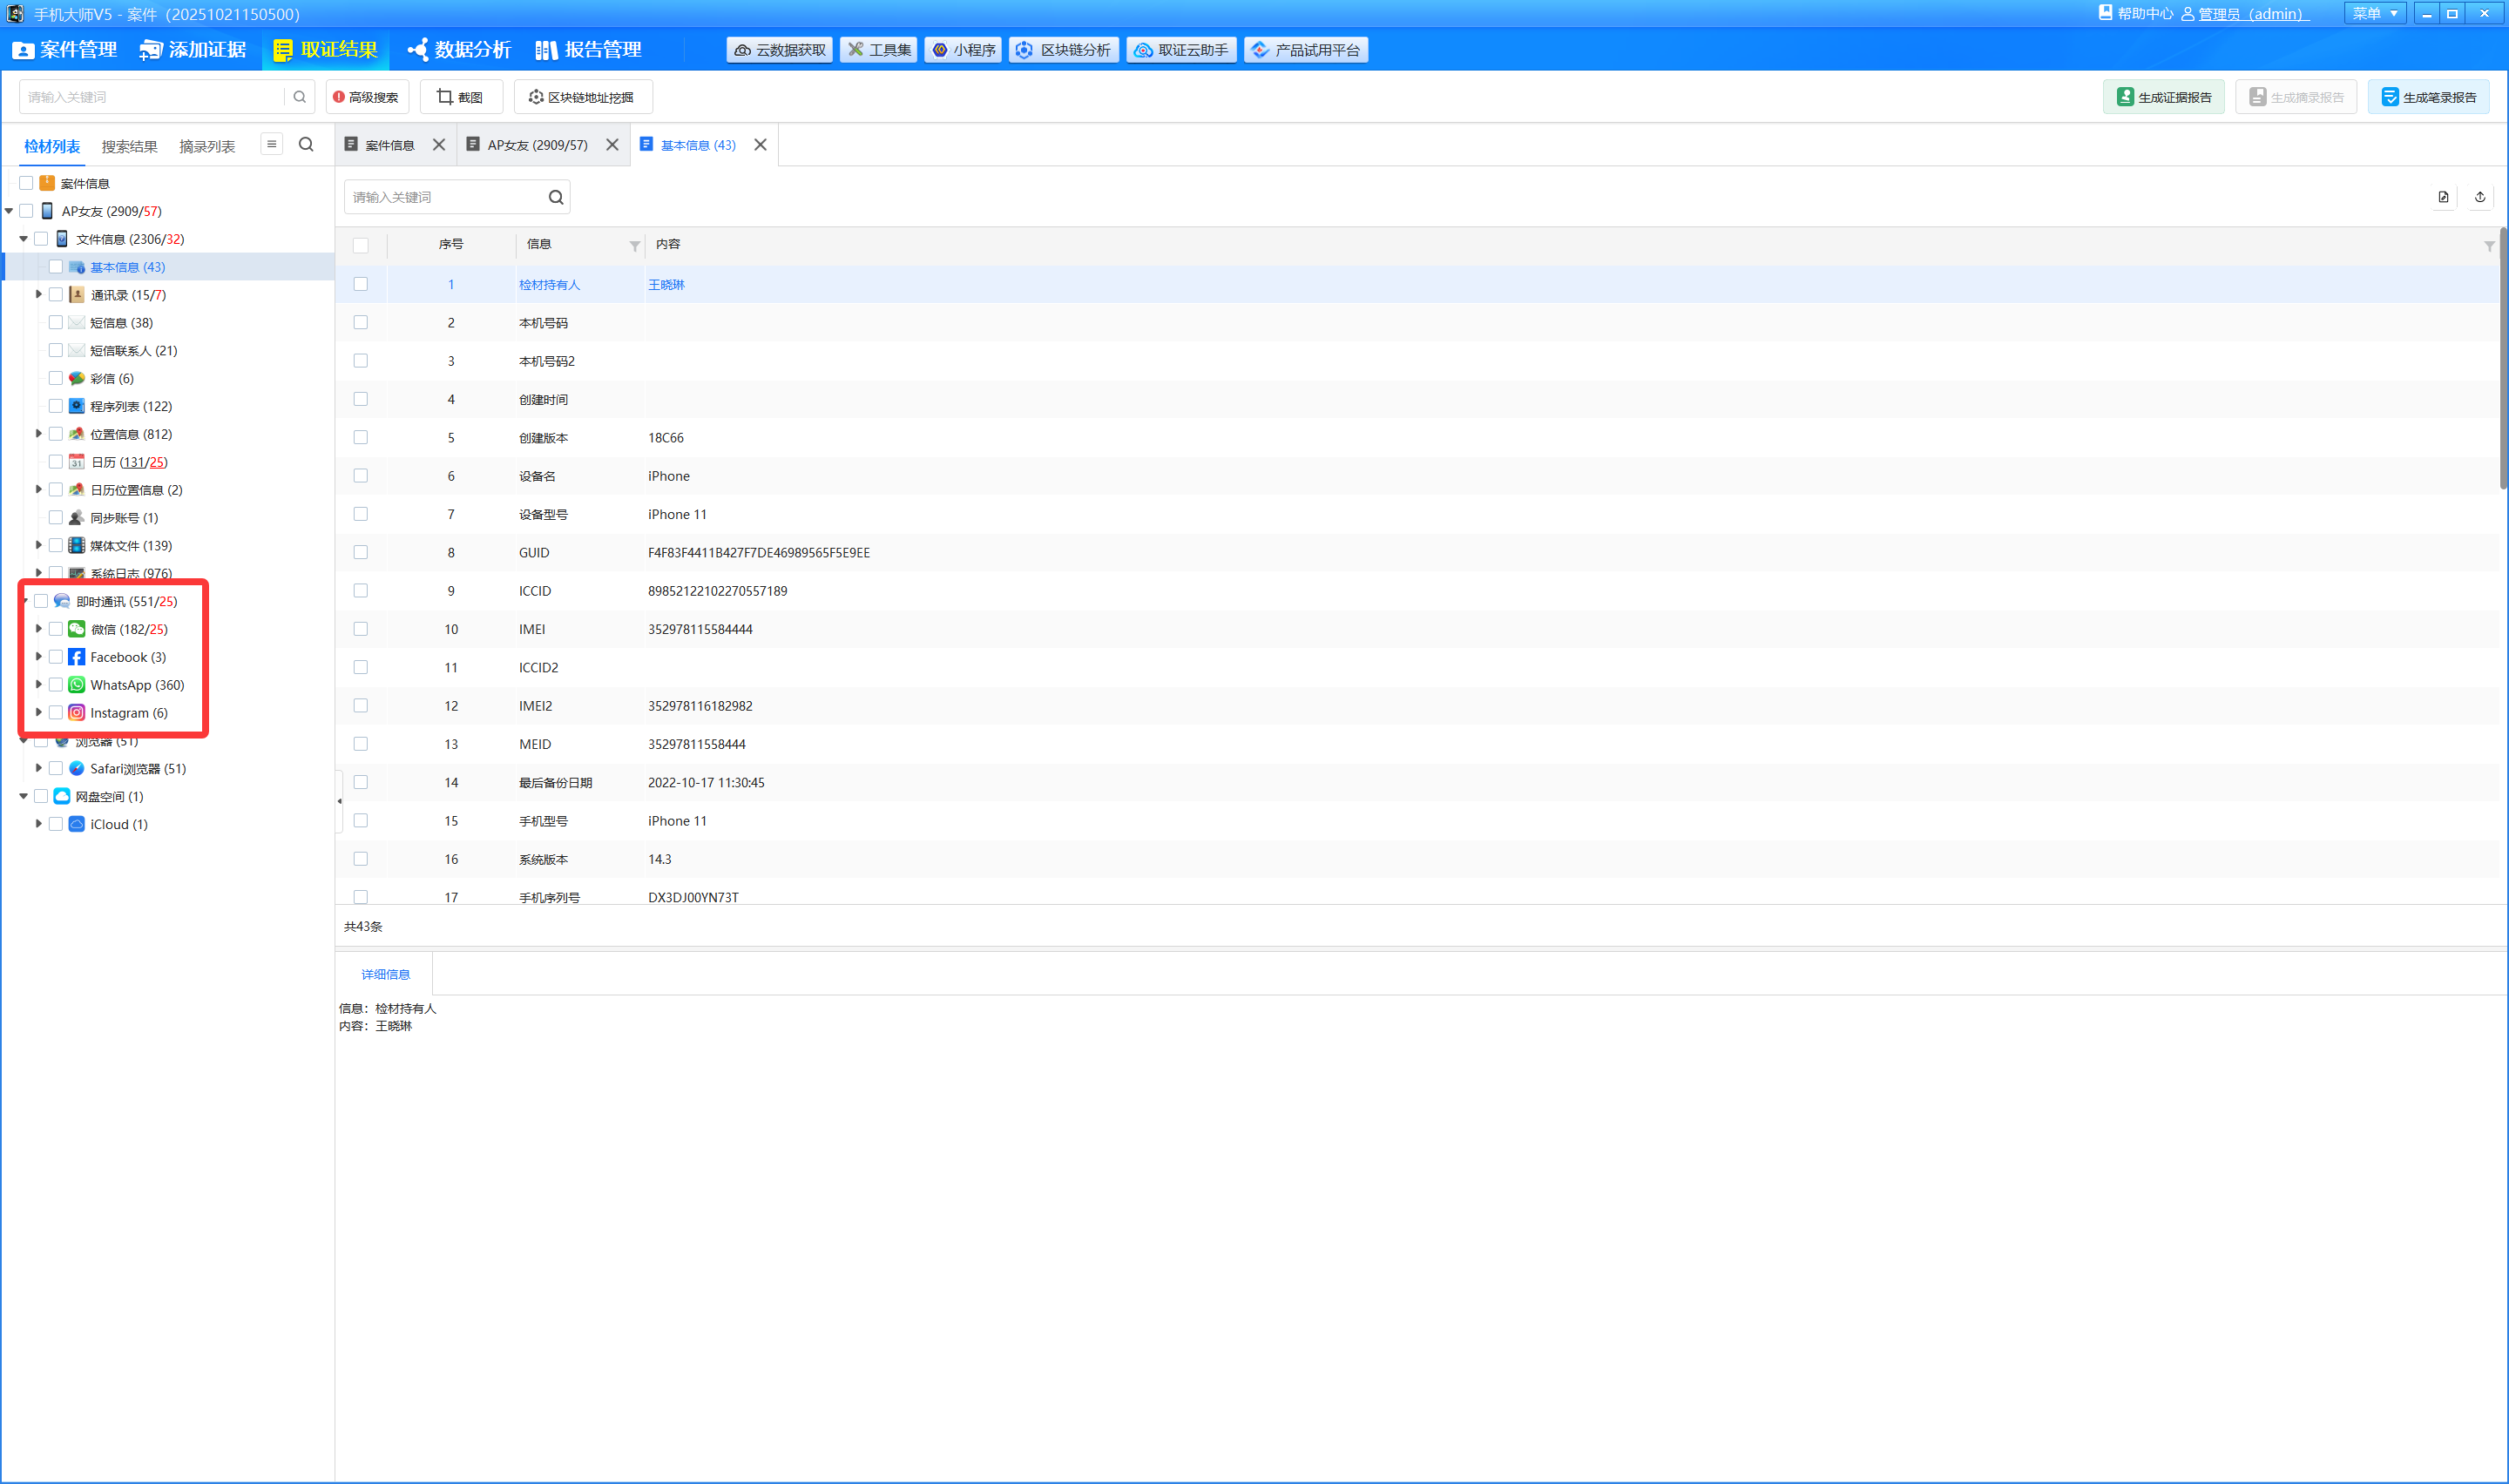 手机大师V5 - 案件（20251021150500）
帮助中心 管理员（admin） 菜单
案件管理 添加证据 取证结果 数据分析 报告管理 云数据获取 工具集 小程序 区块链分析 取证云助手 产品试用平台
请输入关键词 高级搜索 截图 区块链地址挖掘 生成证据报告 生成摘录报告 生成笔录报告
检材列表 搜索结果 摘录列表
案件信息 AP女友 (2909/57) 基本信息 (43)
案件信息
AP女友 (2909/57)
文件信息 (2306/32)
基本信息 (43)
通讯录 (15/7)
短信息 (38)
短信联系人 (21)
彩信 (6)
程序列表 (122)
位置信息 (812)
日历 (131/25)
日历位置信息 (2)
同步账号 (1)
媒体文件 (139)
系统日志 (976)
即时通讯 (551/25)
微信 (182/25)
Facebook (3)
WhatsApp (360)
Instagram (6)
浏览器 (51)
Safari浏览器 (51)
网盘空间 (1)
iCloud (1)
请输入关键词
序号 信息 内容
1 检材持有人 王晓琳
2 本机号码
3 本机号码2
4 创建时间
5 创建版本 18C66
6 设备名 iPhone
7 设备型号 iPhone 11
8 GUID F4F83F4411B427F7DE46989565F5E9EE
9 ICCID 89852122102270557189
10 IMEI 352978115584444
11 ICCID2
12 IMEI2 352978116182982
13 MEID 35297811558444
14 最后备份日期 2022-10-17 11:30:45
15 手机型号 iPhone 11
16 系统版本 14.3
17 手机序列号 DX3DJ00YN73T
共43条
详细信息
信息：检材持有人
内容：王晓琳